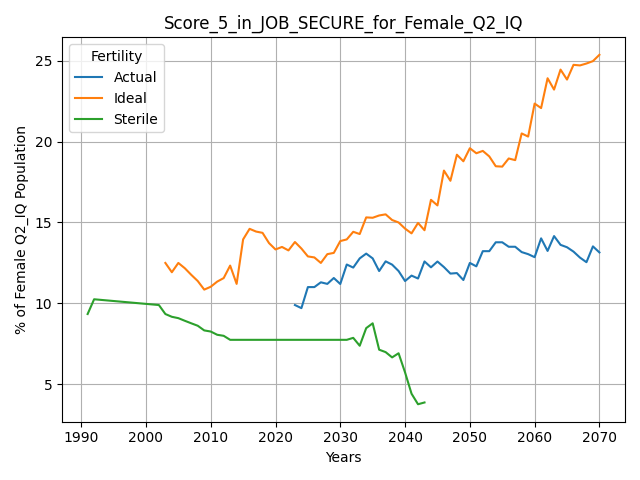 Score_5_in_JOB_SECURE_for_Female_Q2_IQ
Fertility
Actual
Ideal
Sterile
% of Female Q2_IQ Population
25
20
15
10
5
1990
2000
2010
2020
2030
2040
2050
2060
2070
Years